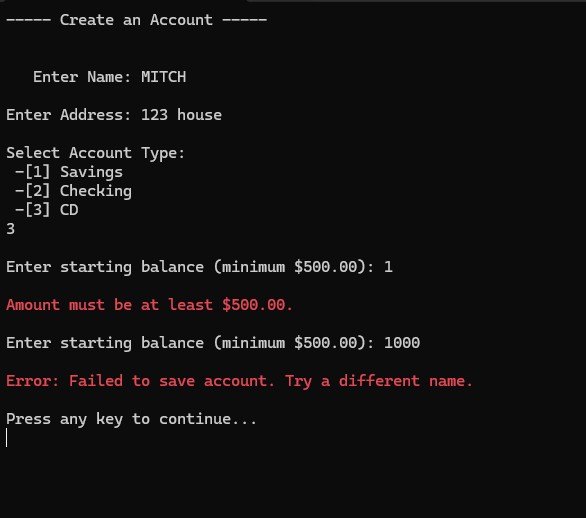 ----- Create an Account -----
Enter Name: MITCH
Enter Address: 123 house
Select Account Type:
-[1] Savings
-[2] Checking
-[3] CD
3
Enter starting balance (minimum $500.00): 1
Amount must be at least $500.00.
Enter starting balance (minimum $500.00): 1000
Error: Failed to save account. Try a different name.
Press any key to continue...